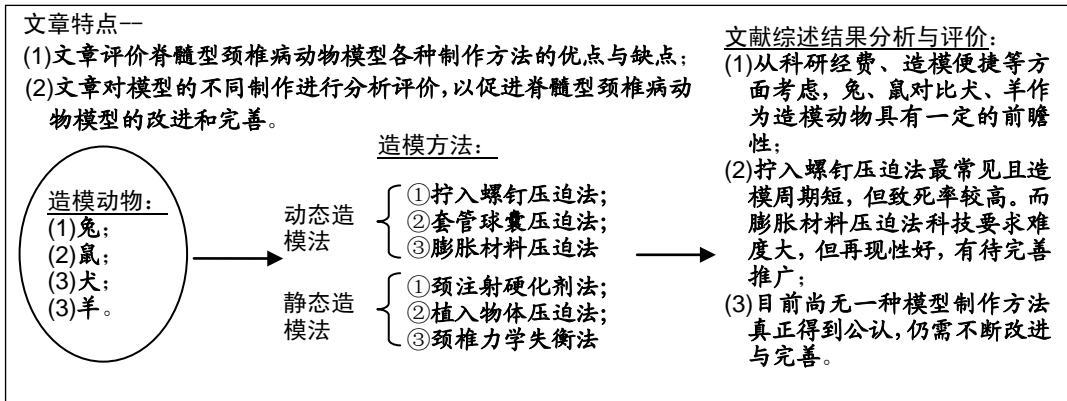 文章特点--
(1)文章评价脊髓型颈椎病动物模型各种制作方法的优点与缺点；
(2)文章对模型的不同制作进行分析评价，以促进脊髓型颈椎病动
物模型的改进和完善。
造模动物：
(1)兔；
(2)鼠；
(3)犬；
(3)羊。
造模方法：
动态造
模法
①拧入螺钉压迫法；
②套管球囊压迫法；
③膨胀材料压迫法
静态造
模法
①颈注射硬化剂法；
②植入物体压迫法；
③颈椎力学失衡法
文献综述结果分析与评价：
(1)从科研经费、造模便捷等方
面考虑，兔、鼠对比犬、羊作
为造模动物具有一定的前瞻
性；
(2)拧入螺钉压迫法最常见且造
模周期短，但致死率较高。而
膨胀材料压迫法科技要求难
度大，但再现性好，有待完善
推广；
(3)目前尚无一种模型制作方法
真正得到公认，仍需不断改进
与完善。